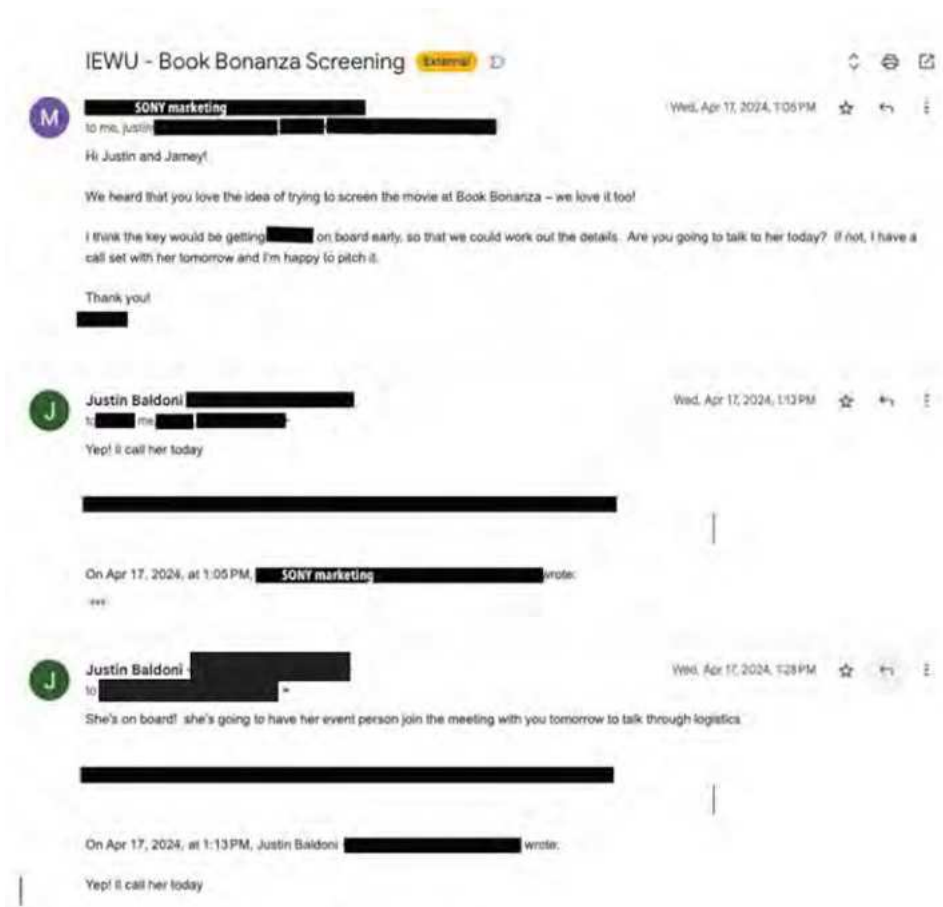 IEWU - Book Bonanza Screening External
M
SONY marketing
Wed, Apr 17, 2024, 1:05 PM
to me, justin
Hi Justin and Jamey!
We heard that you love the idea of trying to screen the movie at Book Bonanza – we love it too!
I think the key would be getting on board early, so that we could work out the details. Are you going to talk to her today? If not, I have a
call set with her tomorrow and I'm happy to pitch it.
Thank you!
J
Justin Baldoni
Wed, Apr 17, 2024, 1:13 PM
to me,
Yep! Il call her today
On Apr 17, 2024, at 1:05 PM, SONY marketing wrote:
•••
J
Justin Baldoni
Wed, Apr 17, 2024, 1:28 PM
to
She's on board! she's going to have her event person join the meeting with you tomorrow to talk through logistics
On Apr 17, 2024, at 1:13 PM, Justin Baldoni wrote:
Yep! Il call her today